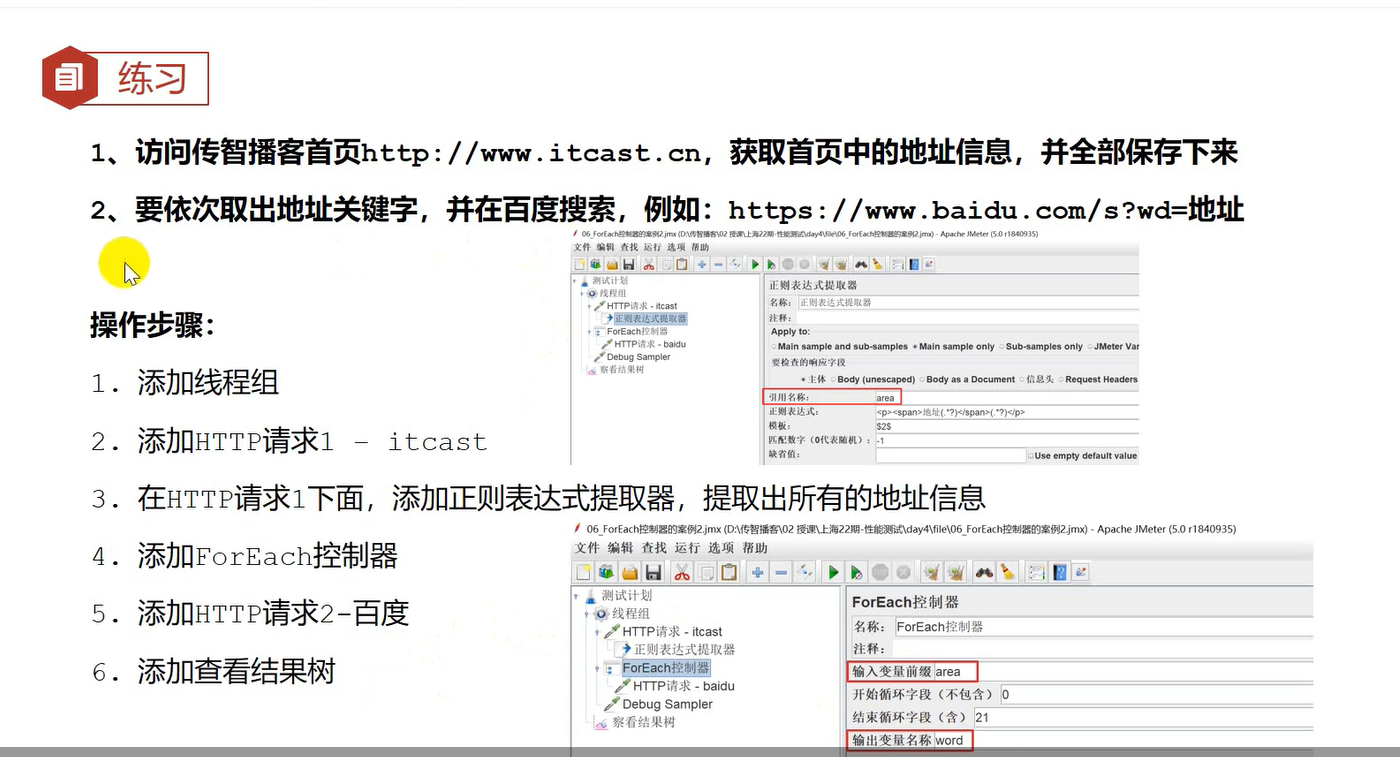 练习
1、访问传智播客首页http://www.itcast.cn，获取首页中的地址信息，并全部保存下来
2、要依次取出地址关键字，并在百度搜索，例如：https://www.baidu.com/s?wd=地址
操作步骤：
1. 添加线程组
2. 添加HTTP请求1 – itcast
3. 在HTTP请求1下面，添加正则表达式提取器，提取出所有的地址信息
4. 添加ForEach控制器
5. 添加HTTP请求2-百度
6. 添加查看结果树
06_ForEach控制器的案例2.jmx (D:\传智播客\02 授课\上海22期-性能测试\day4\file\06_ForEach控制器的案例2.jmx) - Apache JMeter (5.0 r1840935)
文件 编辑 查找 运行 选项 帮助
测试计划
线程组
HTTP请求 - itcast
正则表达式提取器
ForEach控制器
HTTP请求 - baidu
Debug Sampler
察看结果树
正则表达式提取器
名称： 正则表达式提取器
注释：
Apply to:
Main sample and sub-samples Main sample only Sub-samples only JMeter Var
要检查的响应字段
主体 Body (unescaped) Body as a Document 信息头 Request Headers
引用名称： area
正则表达式： <p><span>地址(.*?)</span>(.*?)</p>
模板： $2$
匹配数字（0代表随机）： -1
缺省值： Use empty default value
06_ForEach控制器的案例2.jmx (D:\传智播客\02 授课\上海22期-性能测试\day4\file\06_ForEach控制器的案例2.jmx) - Apache JMeter (5.0 r1840935)
文件 编辑 查找 运行 选项 帮助
测试计划
线程组
HTTP请求 - itcast
正则表达式提取器
ForEach控制器
HTTP请求 - baidu
Debug Sampler
察看结果树
ForEach控制器
名称： ForEach控制器
注释：
输入变量前缀 area
开始循环字段（不包含） 0
结束循环字段（含） 21
输出变量名称 word